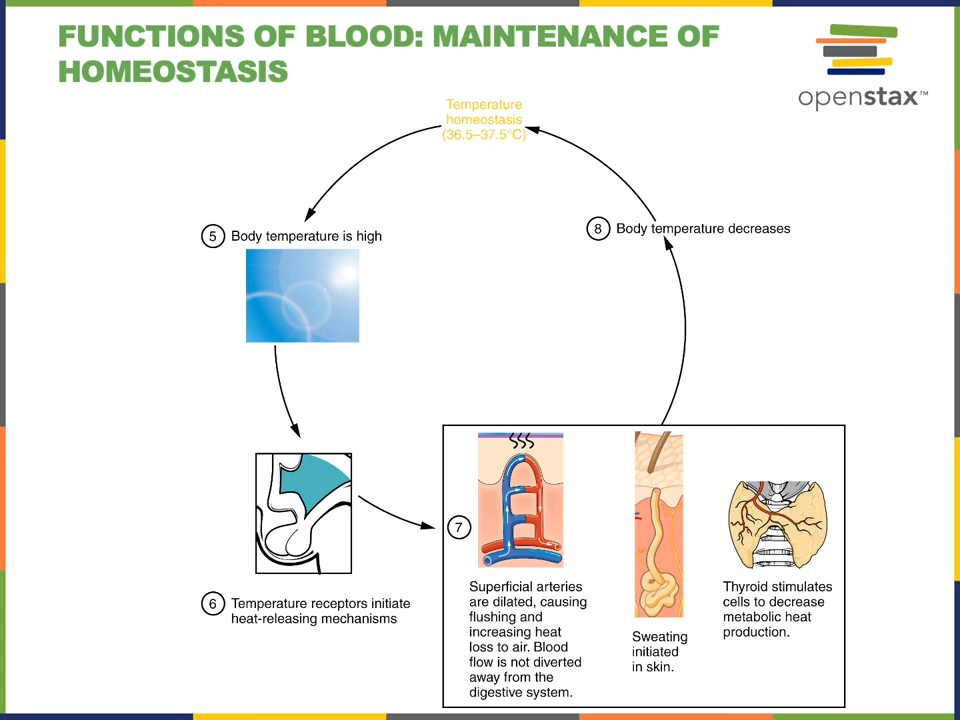 FUNCTIONS OF BLOOD: MAINTENANCE OF
HOMEOSTASIS
openstax™
Temperature
homeostasis
(36.5–37.5°C)
5 Body temperature is high
8 Body temperature decreases
6 Temperature receptors initiate
heat-releasing mechanisms
7
Superficial arteries
are dilated, causing
flushing and
increasing heat
loss to air. Blood
flow is not diverted
away from the
digestive system.
Sweating
initiated
in skin.
Thyroid stimulates
cells to decrease
metabolic heat
production.